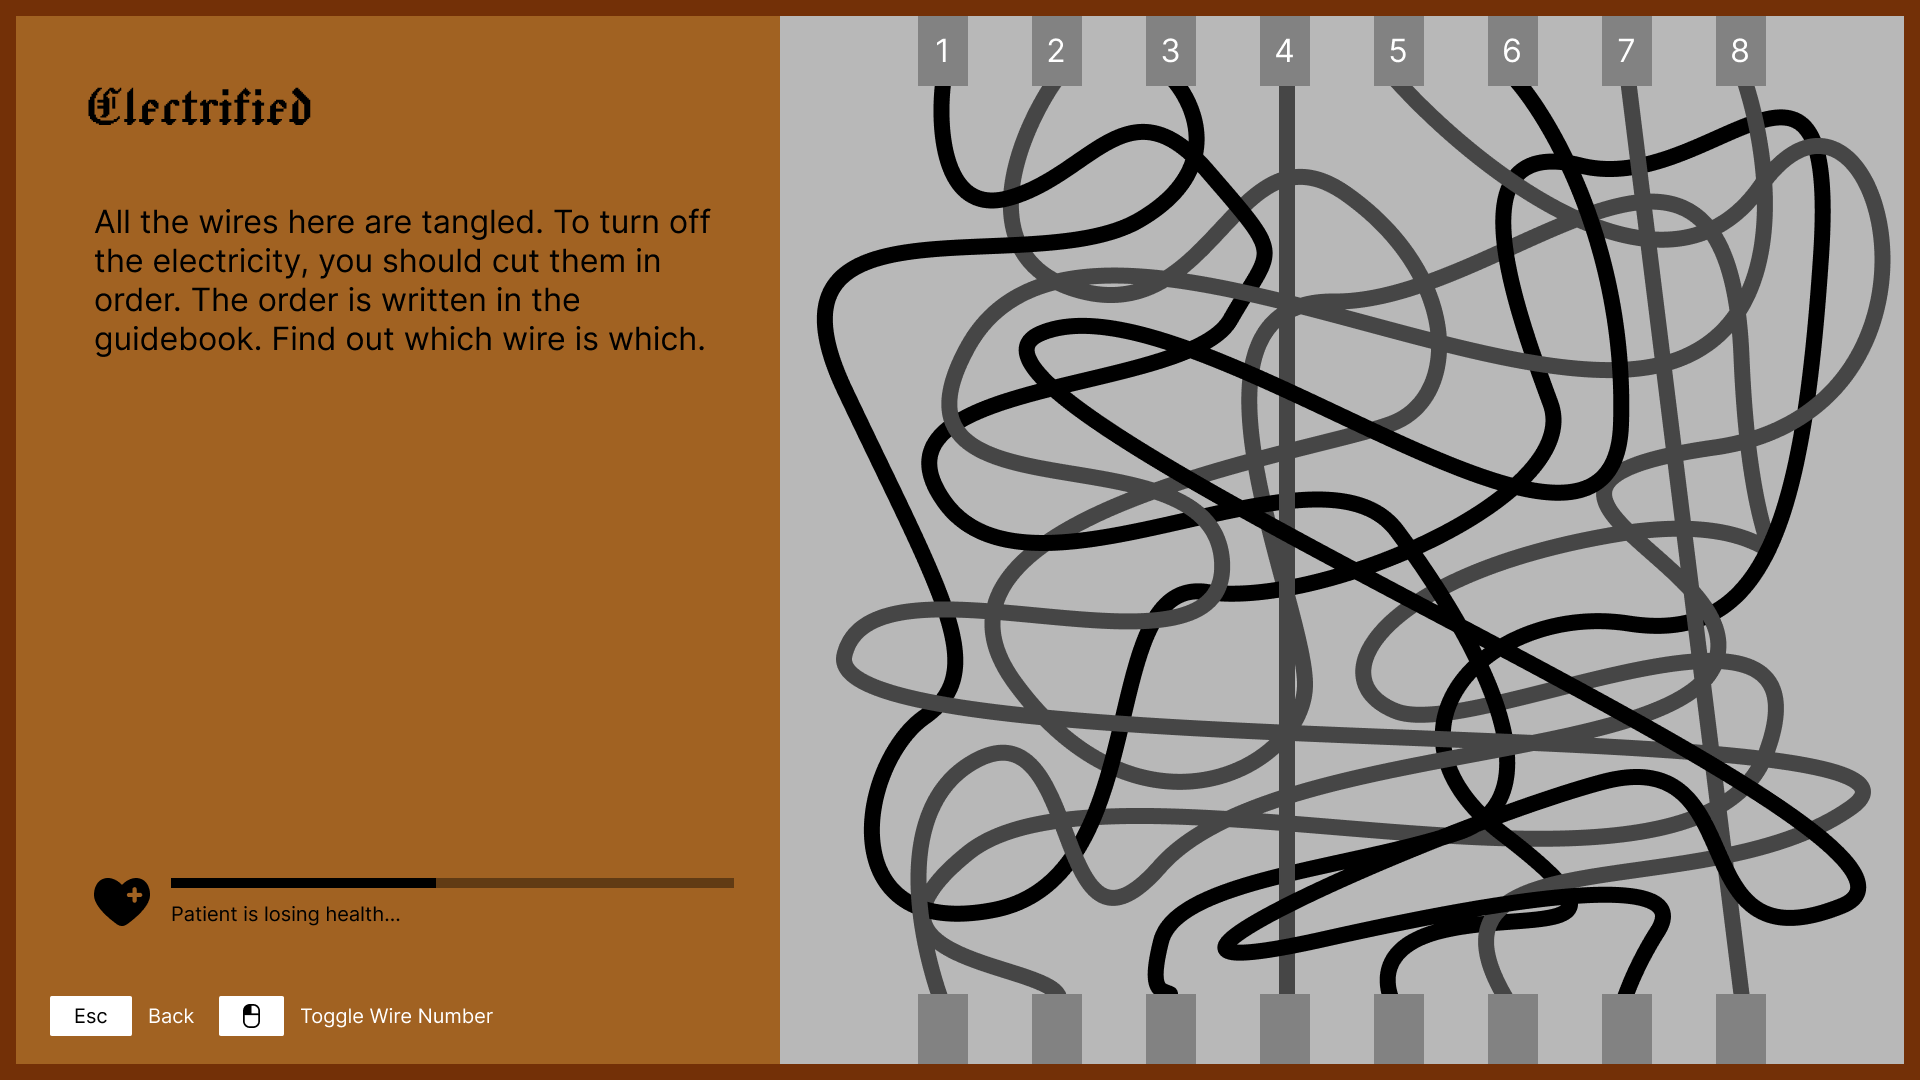 Electrified
1 2 3 4 5 6 7 8
All the wires here are tangled. To turn off
the electricity, you should cut them in
order. The order is written in the
guidebook. Find out which wire is which.
Patient is losing health...
Esc Back Toggle Wire Number